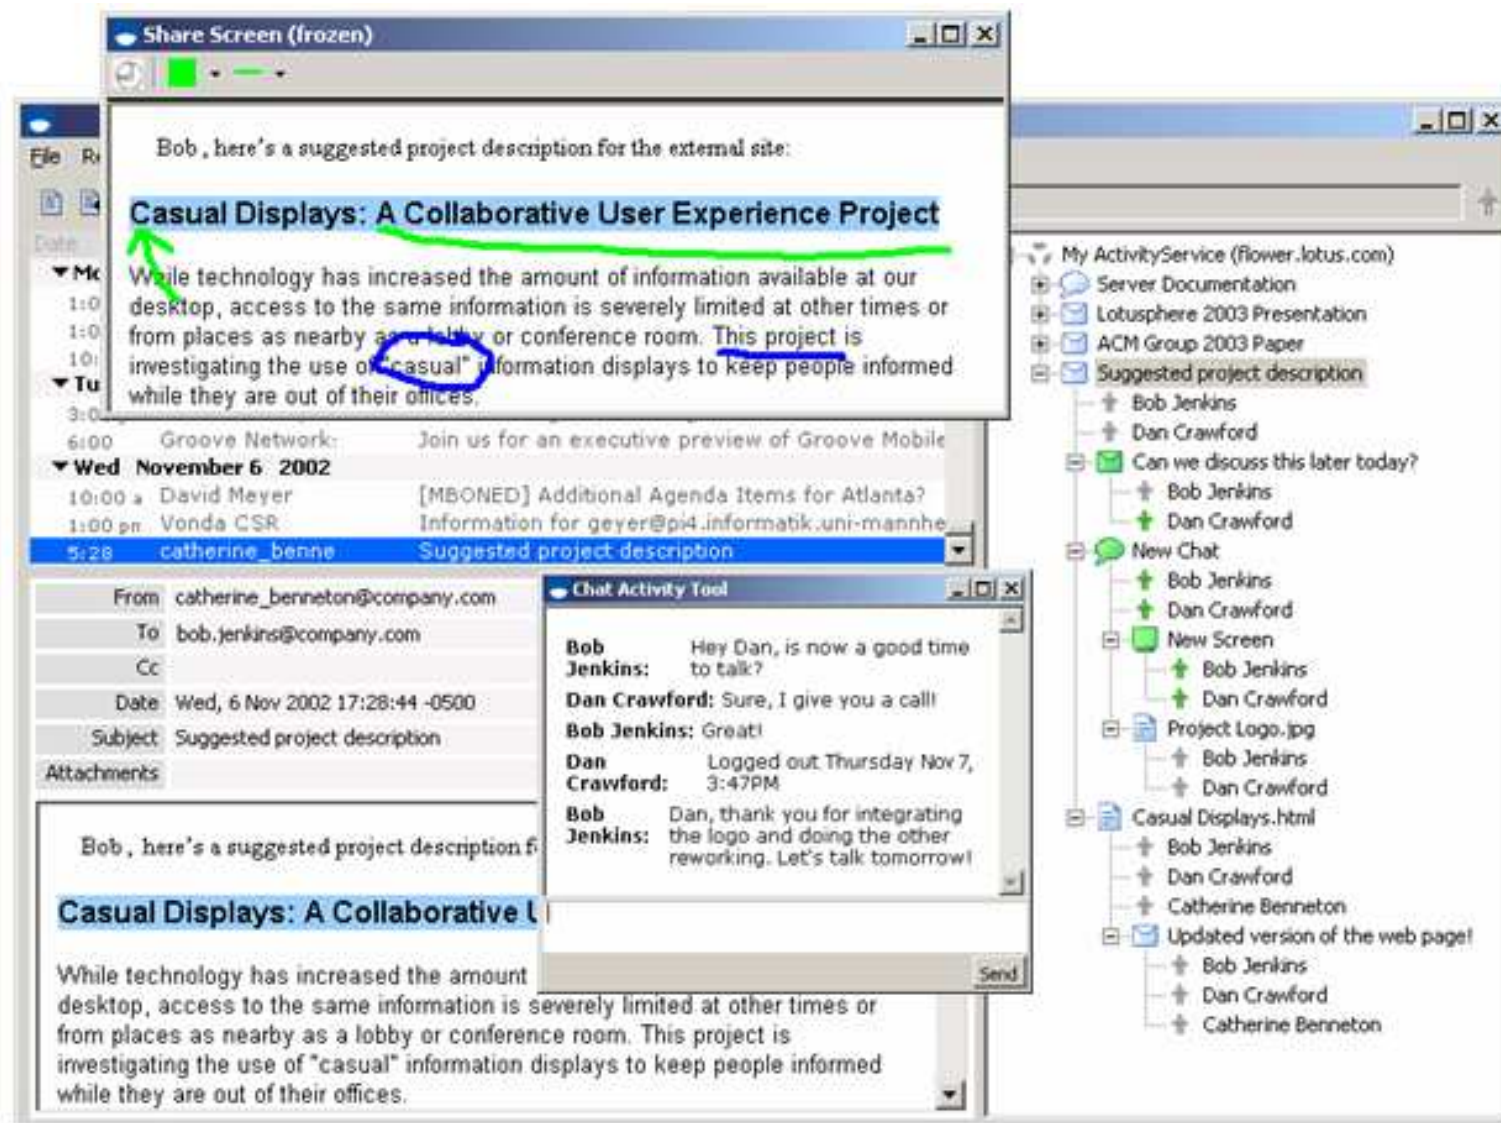 Share Screen (frozen)
Bob, here's a suggested project description for the external site:
Casual Displays: A Collaborative User Experience Project
While technology has increased the amount of information available at our
desktop, access to the same information is severely limited at other times or
from places as nearby as a lobby or conference room. This project is
investigating the use of "casual" information displays to keep people informed
while they are out of their offices.
File
Date
Mo
1:0
1:0
10:
Tu
3:0
6:00 Groove Network: Join us for an executive preview of Groove Mobile
Wed November 6 2002
10:00 a David Meyer [MBONED] Additional Agenda Items for Atlanta?
1:00 pm Vonda CSR Information for geyer@pi4.informatik.uni-mannhe
5:28 catherine_benne Suggested project description
From catherine_benneton@company.com
To bob.jenkins@company.com
Cc
Date Wed, 6 Nov 2002 17:28:44 -0500
Subject Suggested project description
Attachments
Bob, here's a suggested project description f
Casual Displays: A Collaborative U
While technology has increased the amount
desktop, access to the same information is severely limited at other times or
from places as nearby as a lobby or conference room. This project is
investigating the use of "casual" information displays to keep people informed
while they are out of their offices.
Chat Activity Tool
Bob Jenkins: Hey Dan, is now a good time
to talk?
Dan Crawford: Sure, I give you a call!
Bob Jenkins: Great!
Dan Crawford: Logged out Thursday Nov 7,
3:47PM
Bob Jenkins: Dan, thank you for integrating
the logo and doing the other
reworking. Let's talk tomorrow!
Send
My ActivityService (flower.lotus.com)
Server Documentation
Lotusphere 2003 Presentation
ACM Group 2003 Paper
Suggested project description
Bob Jenkins
Dan Crawford
Can we discuss this later today?
Bob Jenkins
Dan Crawford
New Chat
Bob Jenkins
Dan Crawford
New Screen
Bob Jenkins
Dan Crawford
Project Logo.jpg
Bob Jenkins
Dan Crawford
Casual Displays.html
Bob Jenkins
Dan Crawford
Catherine Benneton
Updated version of the web page!
Bob Jenkins
Dan Crawford
Catherine Benneton